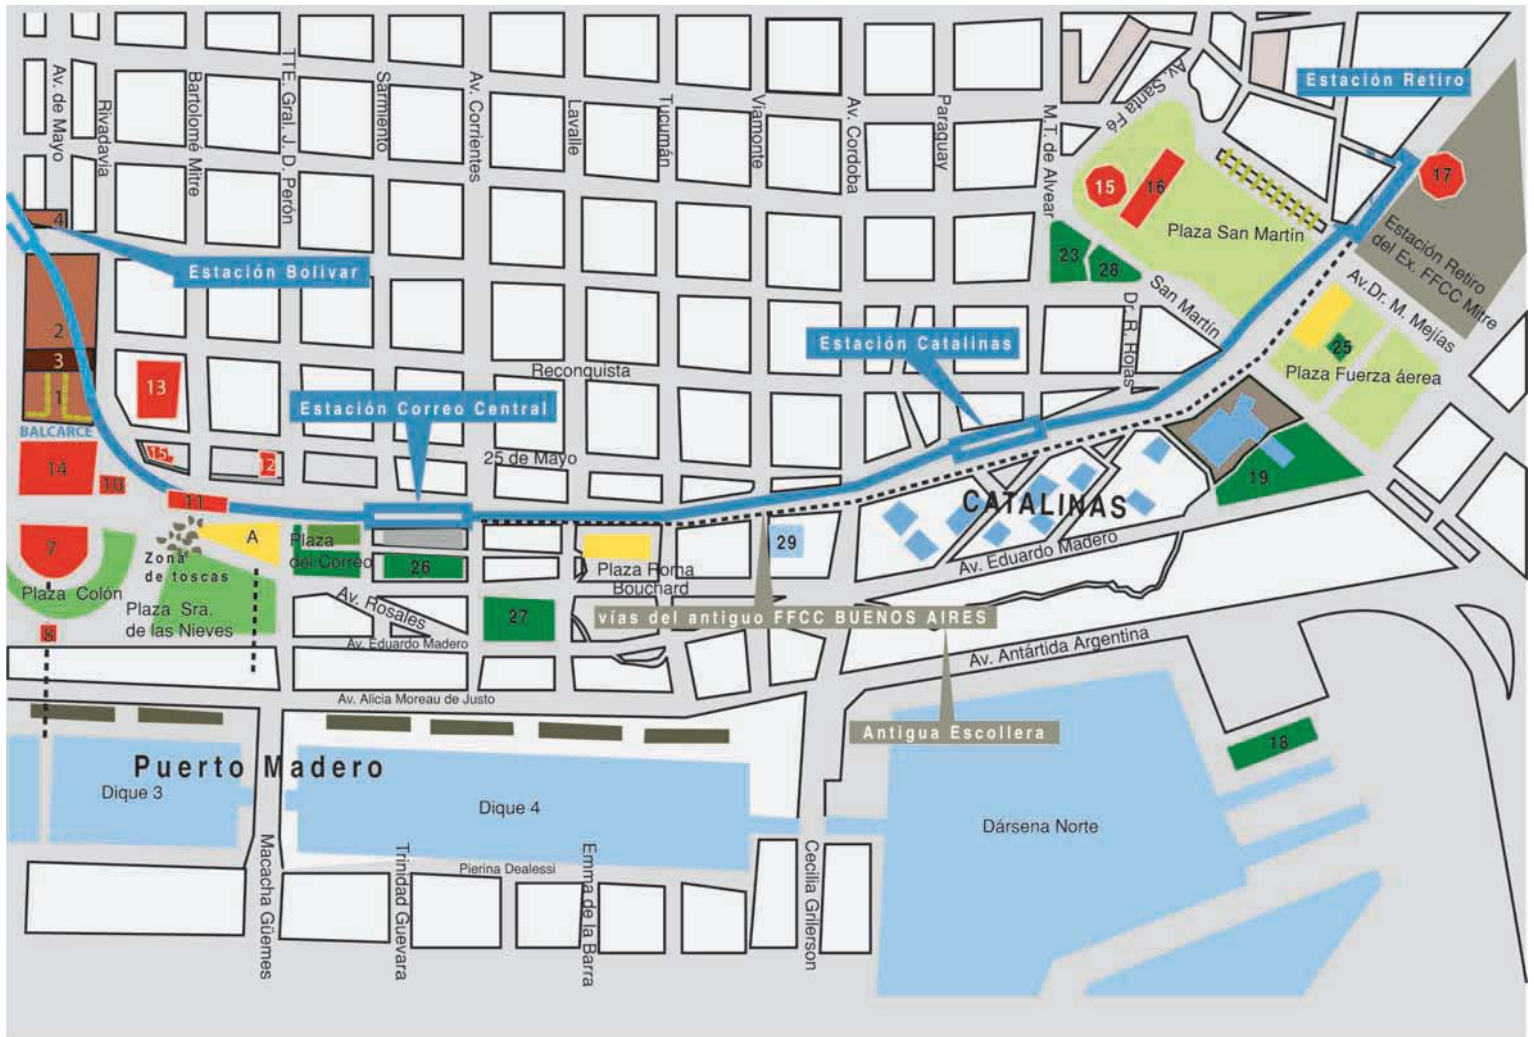 Estación Retiro
Av. de Mayo
Rivadavia
Bartolomé Mitre
TTE. Gral. J. D. Perón
Sarmiento
Av. Corrientes
Lavalle
Tucumán
Viamonte
Av. Cordoba
Paraguay
M.T. de Alvear
Av. Santa Fé
15
16
17
4
Plaza San Martín
Estación Retiro
del Ex. FFCC Mitre
Estación Bolivar
23
28
San Martín
Av.Dr. M. Mejías
Dr. R. Rojas
2
Estación Catalinas
25
3
Reconquista
Plaza Fuerza áerea
13
1
Estación Correo Central
BALCARCE
15
12
25 de Mayo
14
10
19
11
CATALINAS
7
A
Plaza
del Correo
29
Av. Eduardo Madero
Zona
de toscas
26
Plaza Roma
Bouchard
Plaza Colón
Plaza Sra.
de las Nieves
Av. Rosales
27
vías del antiguo FFCC BUENOS AIRES
8
Av. Eduardo Madero
Av. Antártida Argentina
Av. Alicia Moreau de Justo
Antigua Escollera
18
Puerto Madero
Dique 3
Dique 4
Dársena Norte
Macacha Güemes
Trinidad Guevara
Pierina Dealessi
Emma de la Barra
Cecilia Grilerson